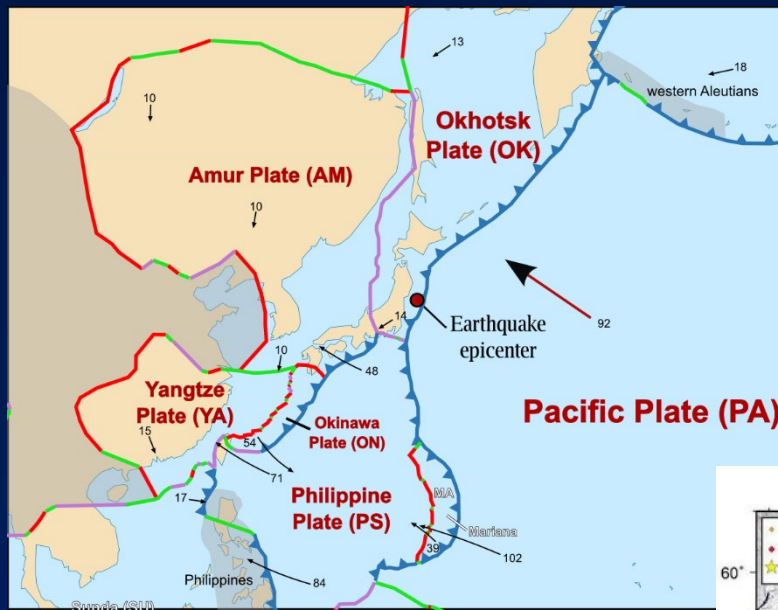 13
18
western Aleutians
10
Okhotsk
Plate (OK)
Amur Plate (AM)
10
14
Earthquake
epicenter
92
10
48
Yangtze
Plate (YA)
Pacific Plate (PA)
Okinawa
Plate (ON)
15
54
71
17
Philippine
Plate (PS)
MA
Mariana
39
102
Philippines
84
60°
Sunda (SU)